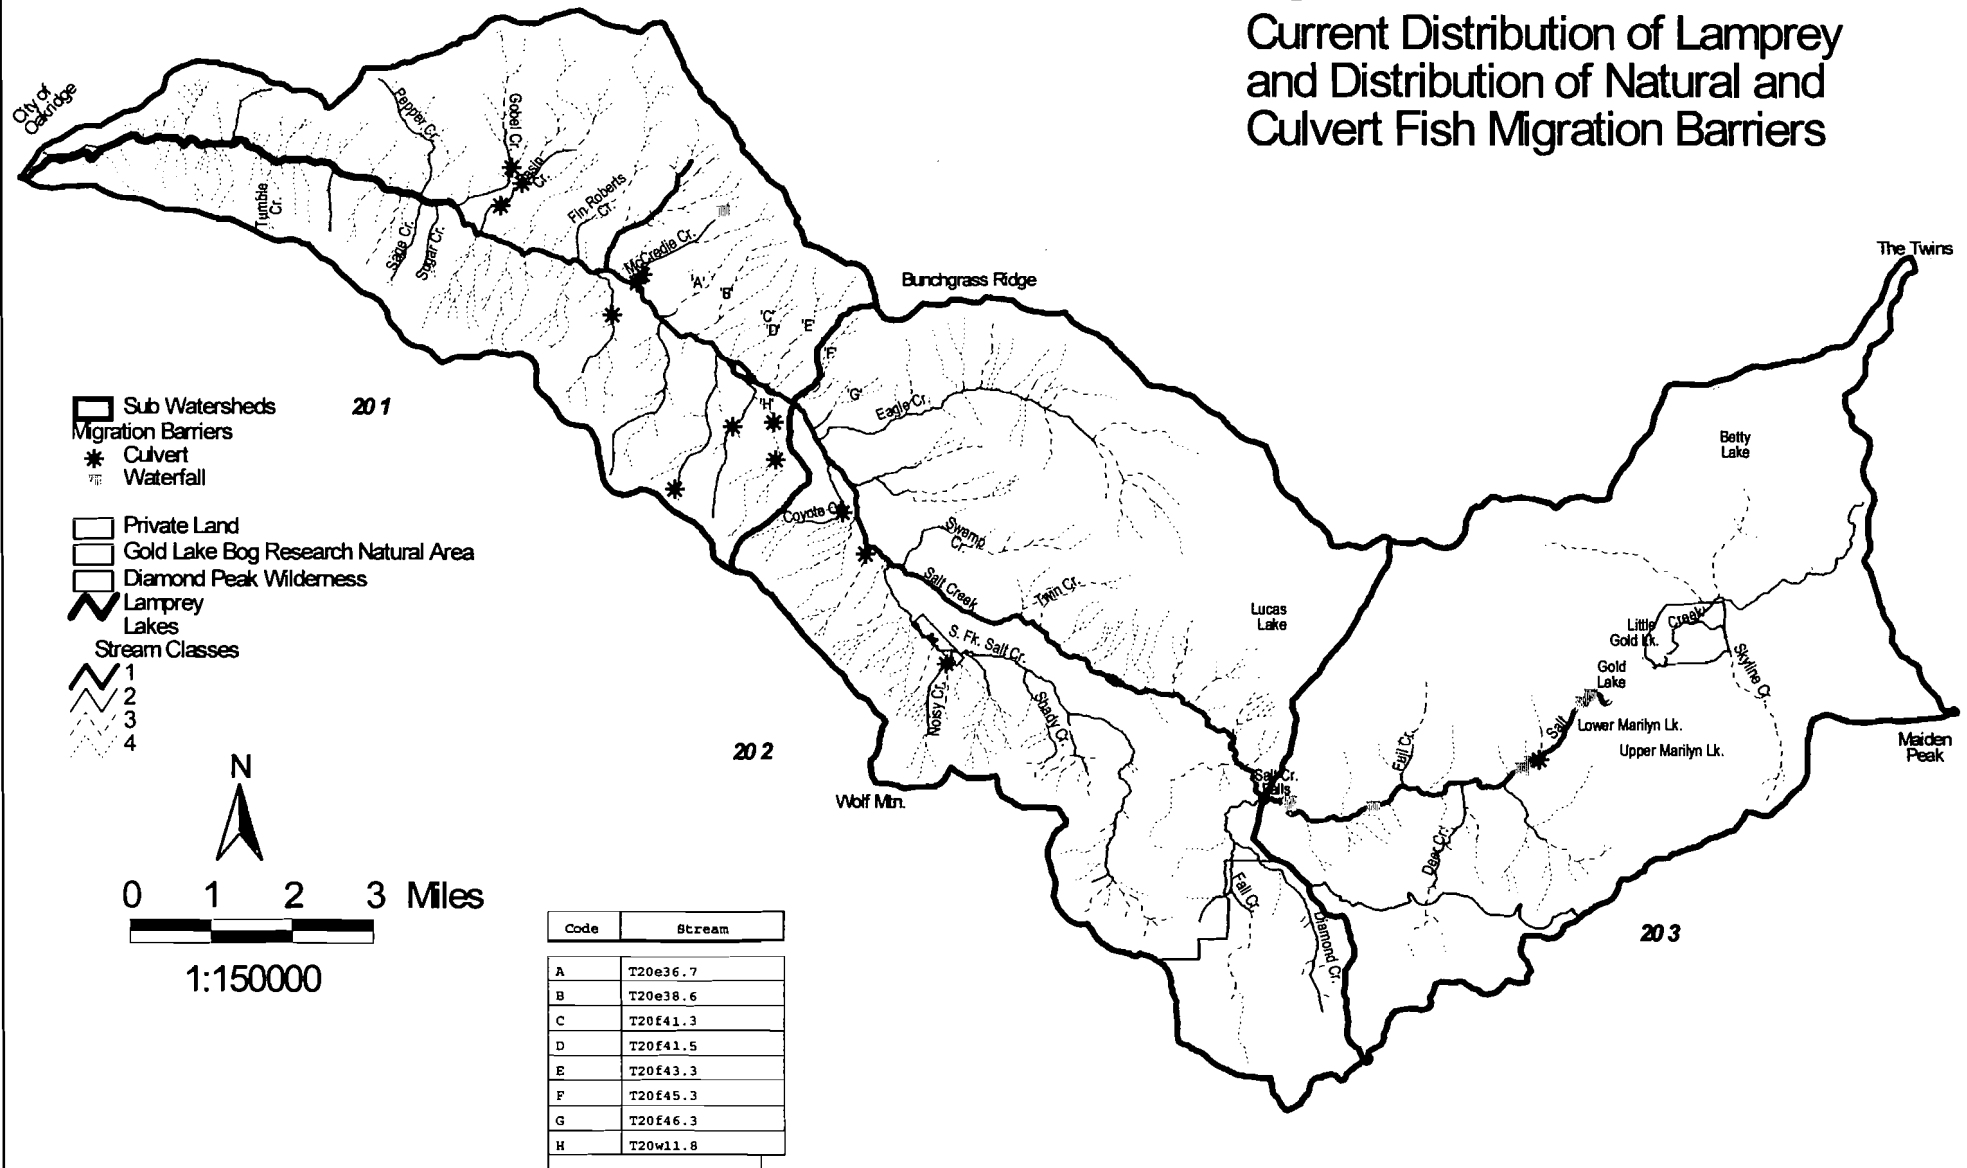 Current Distribution of Lamprey
and Distribution of Natural and
Culvert Fish Migration Barriers
City of
Oakridge
Pepper Cr.
Gobel Cr.
Basin
Cr.
Fin Roberts
Cr.
McCredie Cr.
Tumble
Cr.
Sage Cr.
Sugar Cr.
'A'
'B'
'C'
'D'
'E'
'F'
'G'
'H'
Bunchgrass Ridge
The Twins
Eagle Cr.
Coyote Cr.
Swamp
Cr.
Salt Creek
Twin Cr.
S. Fk. Salt Cr.
Noisy Cr.
Shady Cr.
Lucas
Lake
Betty
Lake
Little
Gold Lk.
Creek
Gold
Lake
Skyline Cr.
Salt
Lower Marilyn Lk.
Upper Marilyn Lk.
Maiden
Peak
Fall Cr.
Salt Cr.
Falls
Deer Cr.
Fall Cr.
Diamond Cr.
Wolf Mtn.
20 1
20 2
20 3
Sub Watersheds
Migration Barriers
Culvert
Waterfall
Private Land
Gold Lake Bog Research Natural Area
Diamond Peak Wilderness
Lamprey
Lakes
Stream Classes
1
2
3
4
N
0 1 2 3 Miles
1:150000
Code Stream
A T20e36.7
B T20e38.6
C T20f41.3
D T20f41.5
E T20f43.3
F T20f45.3
G T20f46.3
H T20w11.8